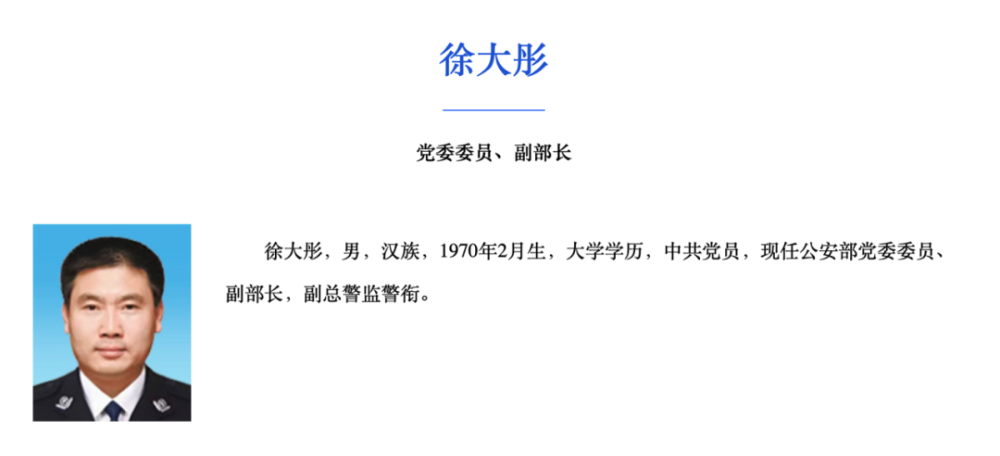 徐大彤
党委委员、副部长
徐大彤，男，汉族，1970年2月生，大学学历，中共党员，现任公安部党委委员、
副部长，副总警监警衔。